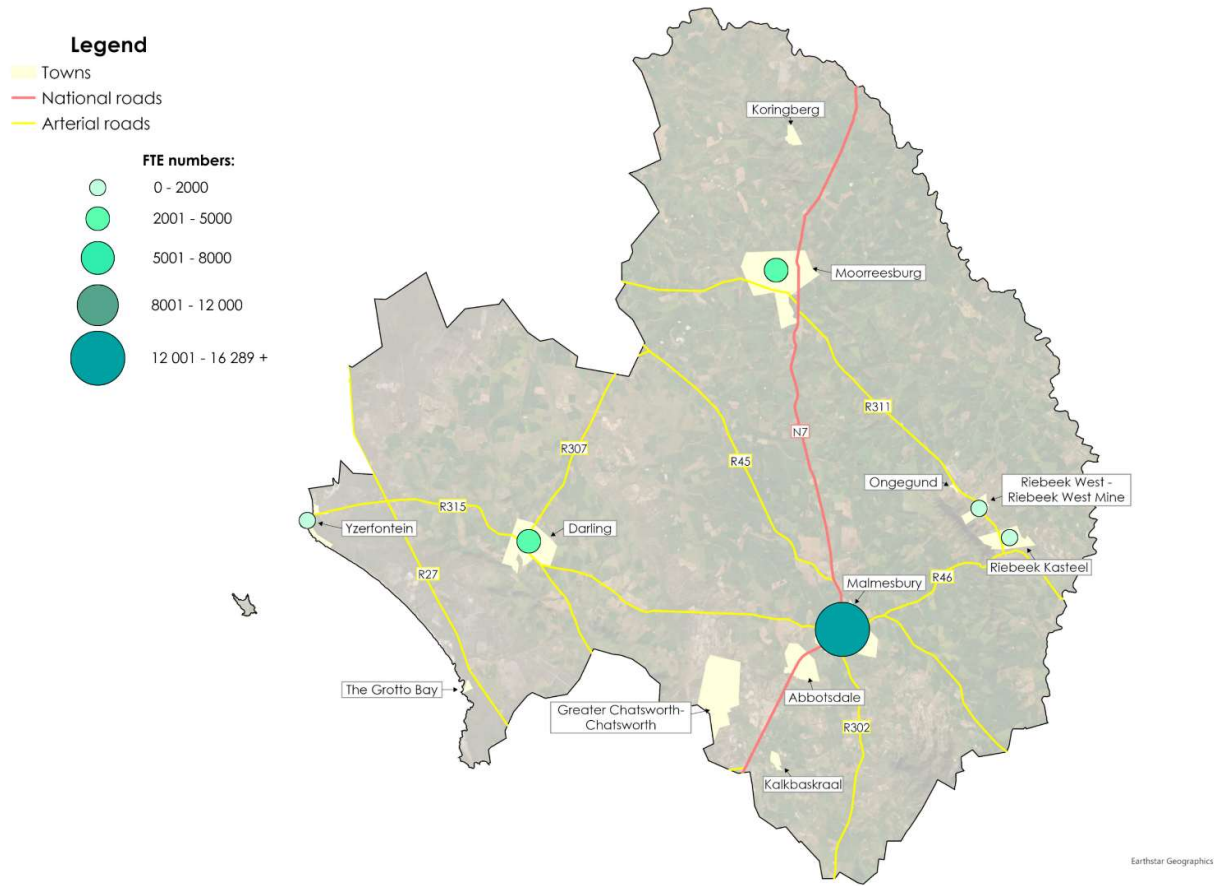 Legend
Towns
National roads
Arterial roads
FTE numbers:
0 - 2000
2001 - 5000
5001 - 8000
8001 - 12 000
12 001 - 16 289 +
Koringberg
Moorreesburg
R311
N7
R307
R45
Ongegund
Riebeek West -
Riebeek West Mine
R315
Yzerfontein
Darling
Riebeek Kasteel
R27
R46
Malmesbury
The Grotto Bay
Abbotsdale
Greater Chatsworth-
Chatsworth
R302
Kalkbaskraal
Earthstar Geographics